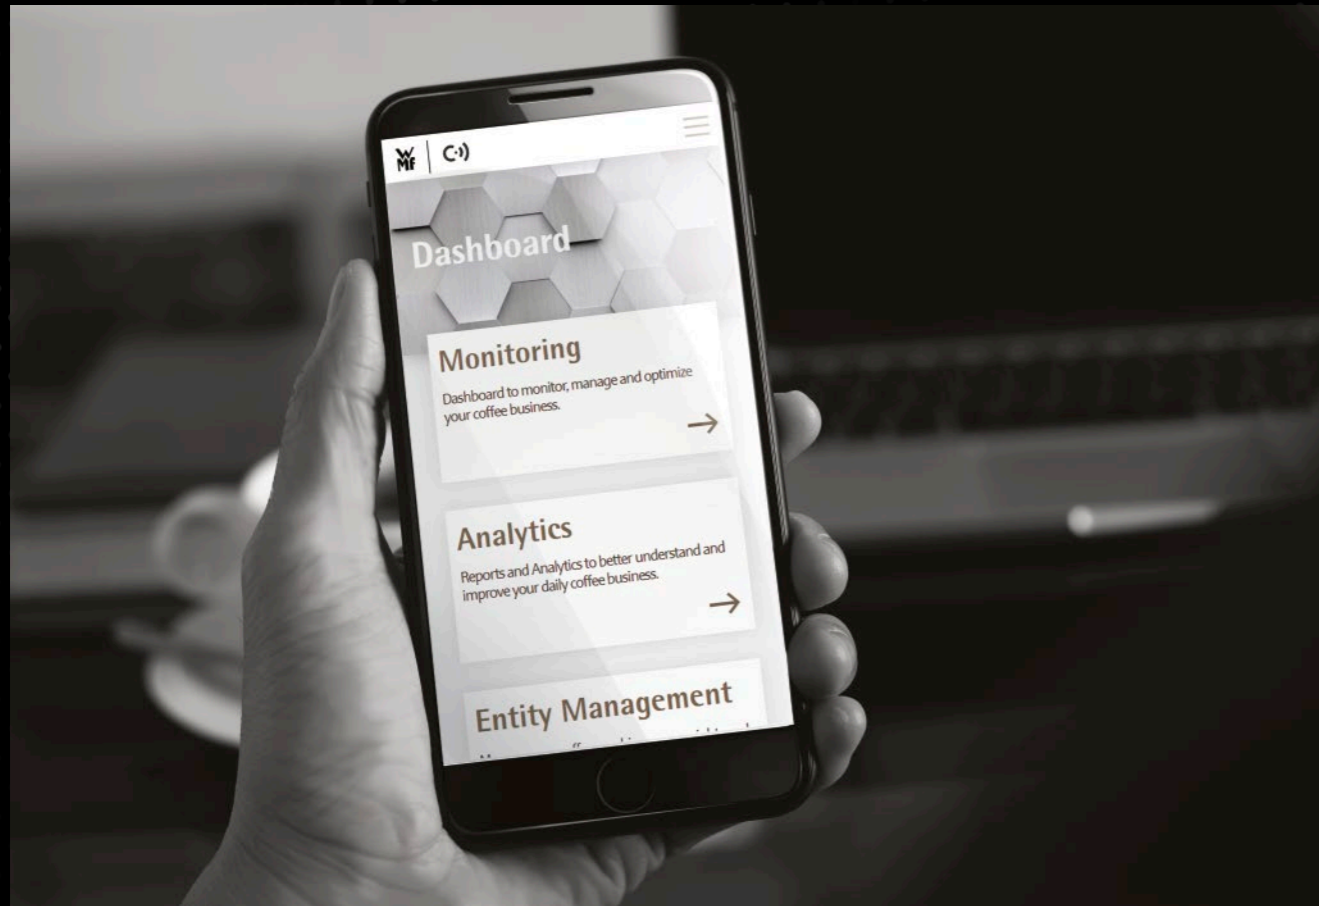 WMF
Dashboard
Monitoring
Dashboard to monitor, manage and optimize
your coffee business.
Analytics
Reports and Analytics to better understand and
improve your daily coffee business.
Entity Management